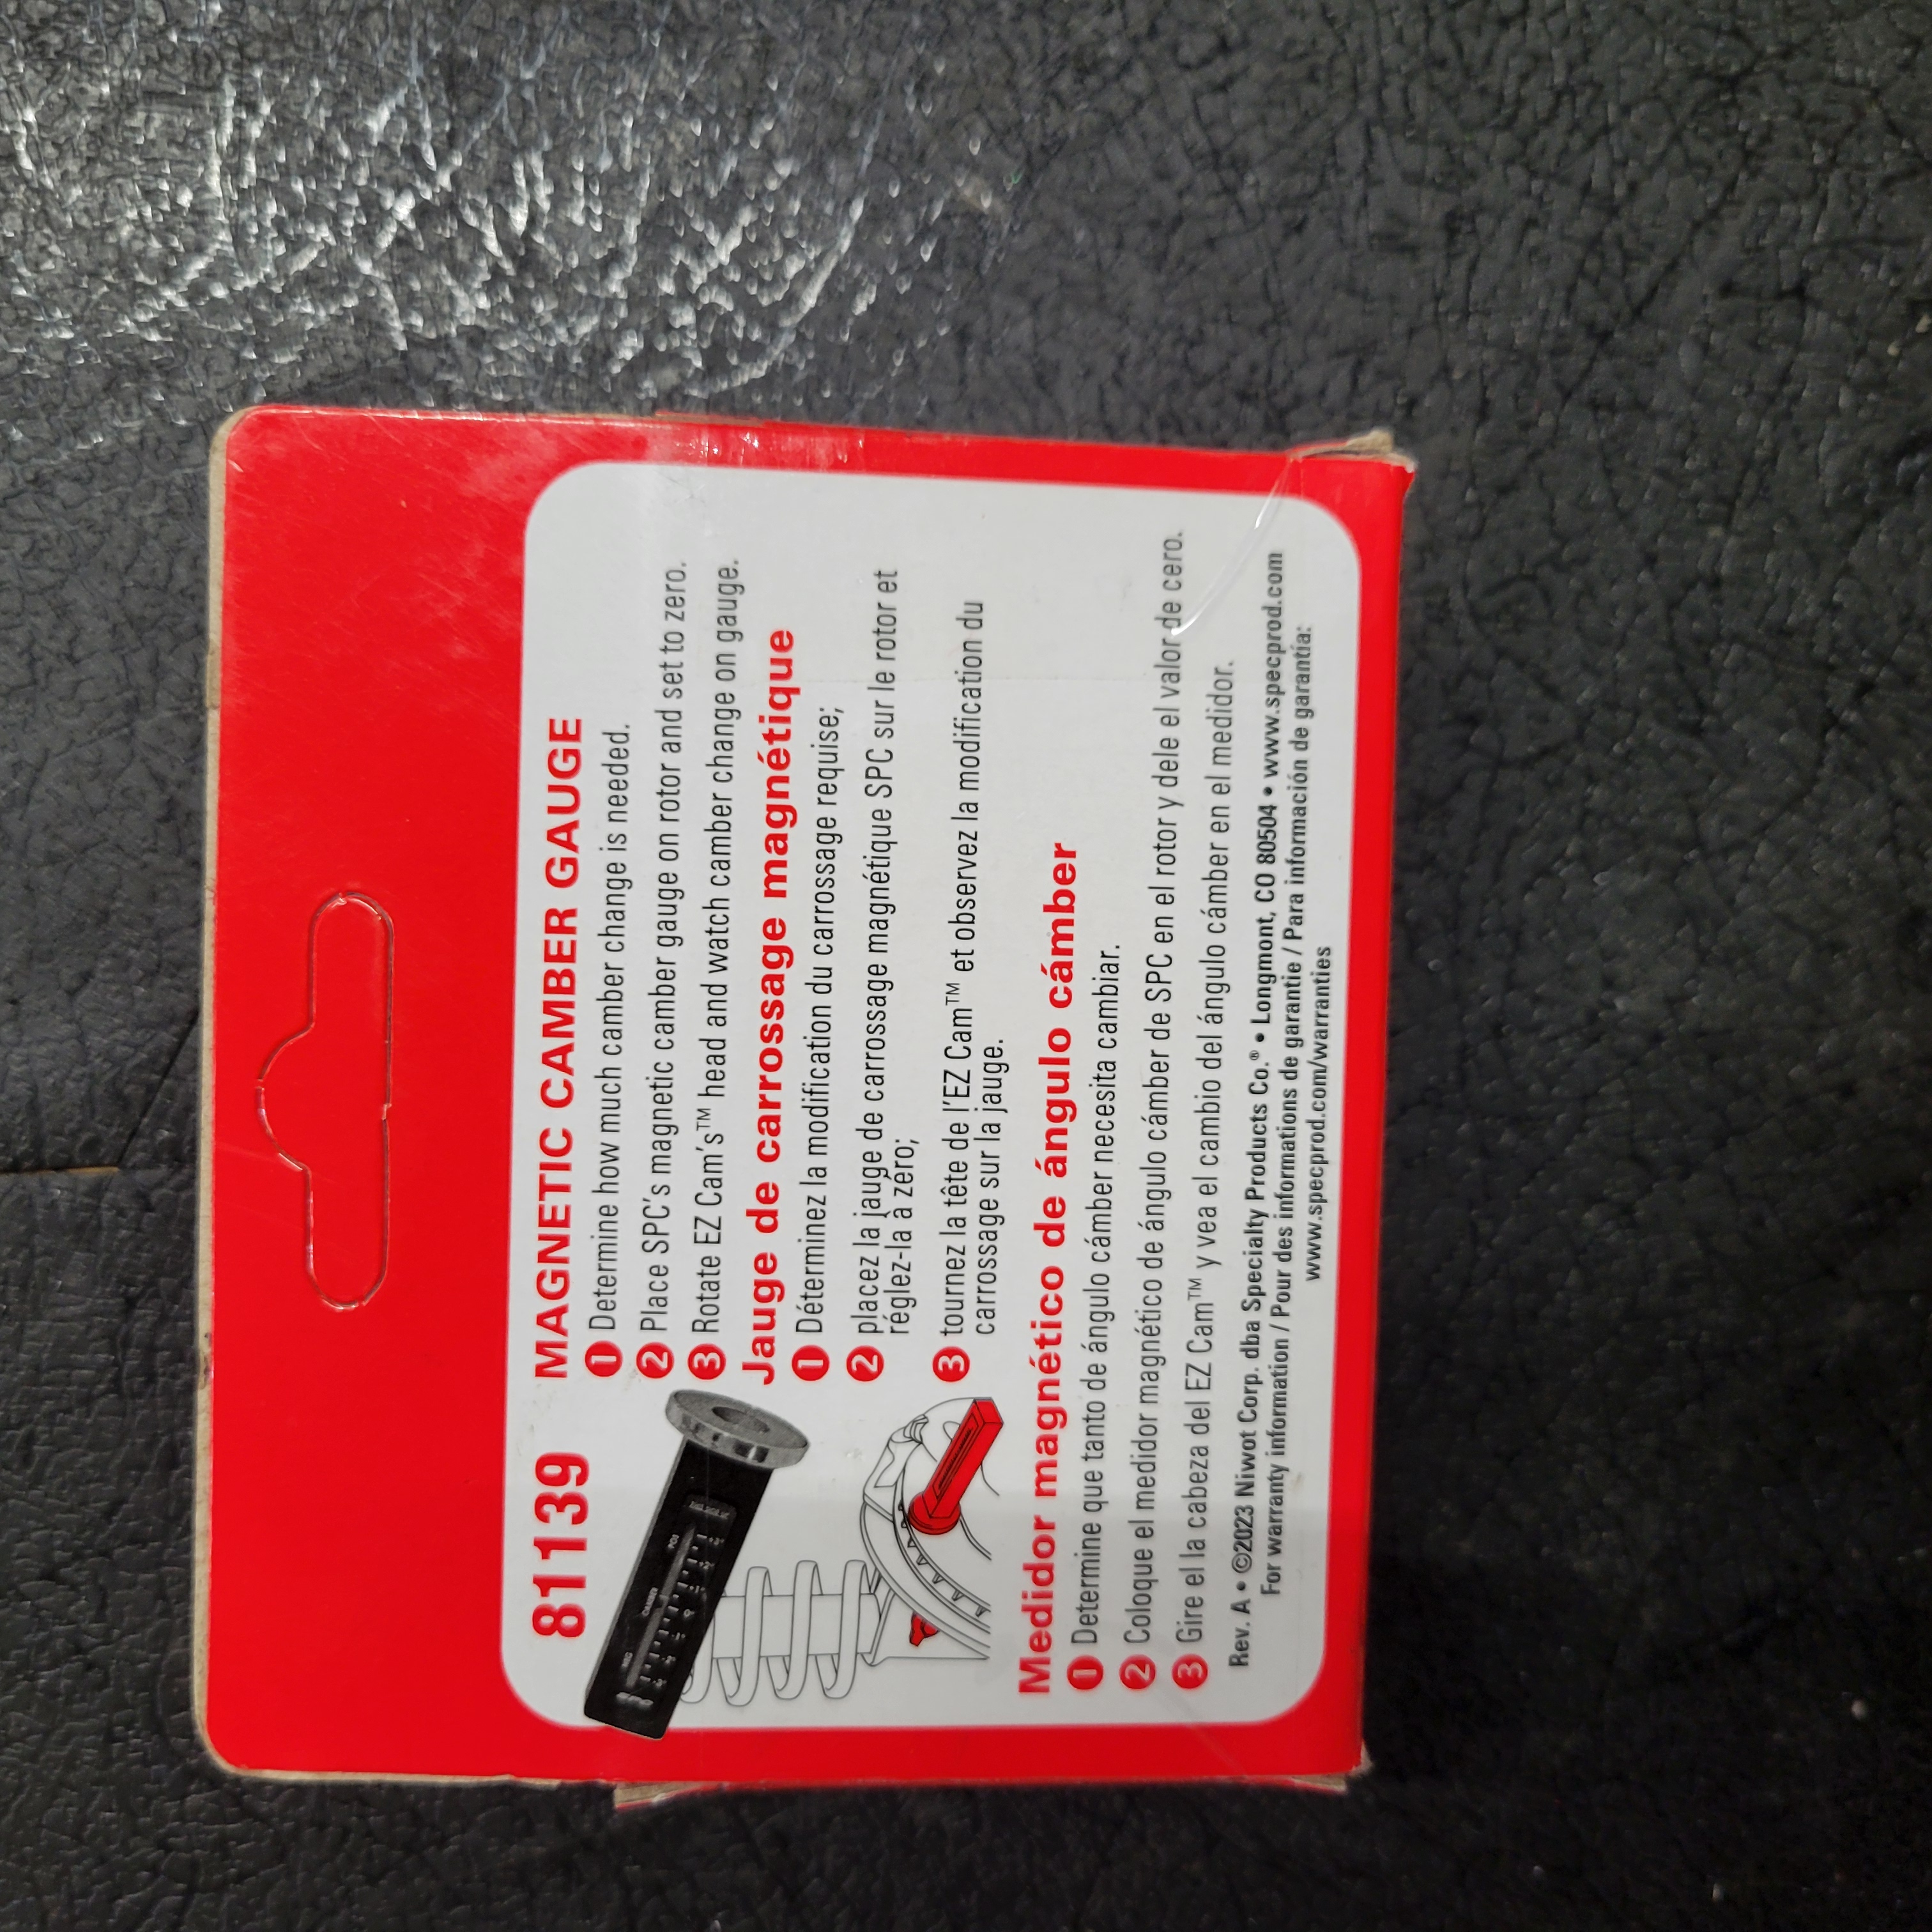 81139
MAGNETIC CAMBER GAUGE
1 Determine how much camber change is needed.
2 Place SPC's magnetic camber gauge on rotor and set to zero.
3 Rotate EZ Cam's™ head and watch camber change on gauge.
Jauge de carrossage magnétique
1 Déterminez la modification du carrossage requise;
2 placez la jauge de carrossage magnétique SPC sur le rotor et
réglez-la à zéro;
3 tournez la tête de l'EZ Cam™ et observez la modification du
carrossage sur la jauge.
Medidor magnético de ángulo cámber
1 Determine que tanto de ángulo cámber necesita cambiar.
2 Coloque el medidor magnético de ángulo cámber de SPC en el rotor y dele el valor de cero.
3 Gire el la cabeza del EZ Cam™ y vea el cambio del ángulo cámber en el medidor.
Rev. A • ©2023 Niwot Corp. dba Specialty Products Co.® • Longmont, CO 80504 • www.specprod.com
For warranty information / Pour des informations de garantie / Para información de garantía:
www.specprod.com/warranties